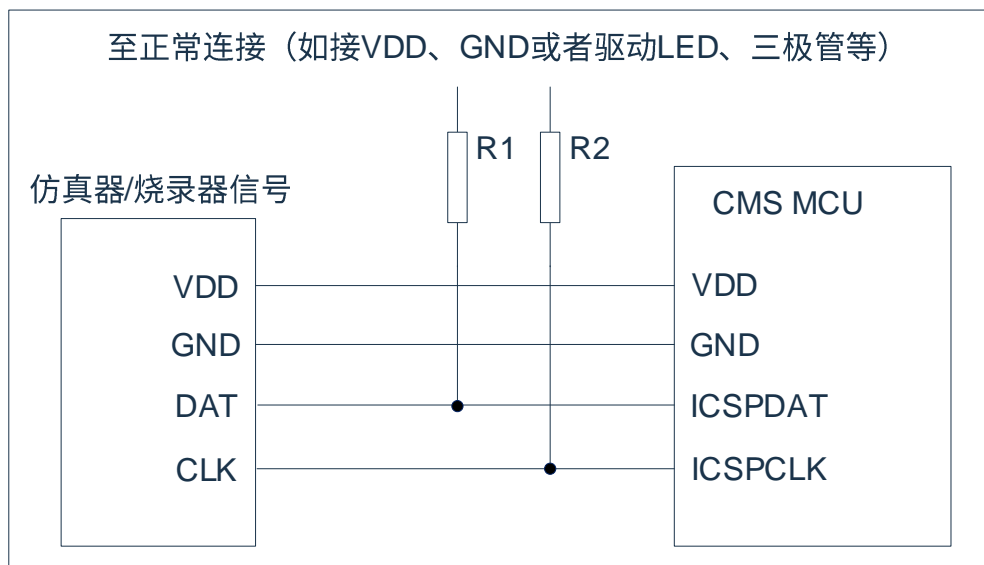 至正常连接（如接VDD、GND或者驱动LED、三极管等）
R1
R2
仿真器/烧录器信号
CMS MCU
VDD
VDD
GND
GND
DAT
ICSPDAT
CLK
ICSPCLK